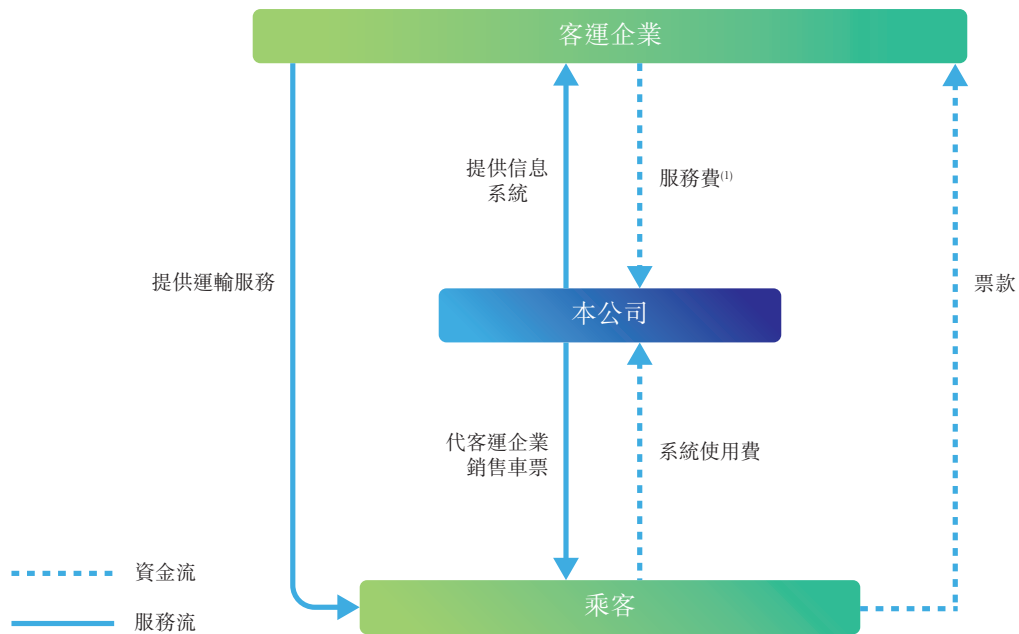 客運企業
提供信息
系統
服務費(1)
提供運輸服務
票款
本公司
代客運企業
銷售車票
系統使用費
資金流
乘客
服務流